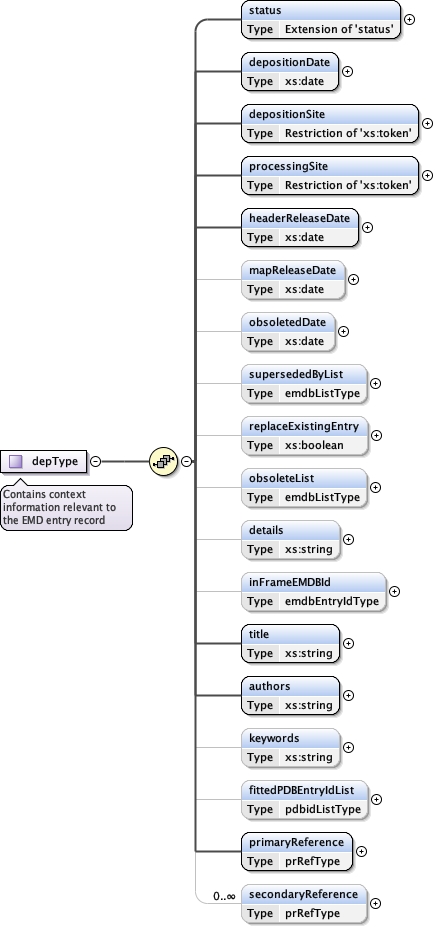 status
Type Extension of 'status'
depositionDate
Type xs:date
depositionSite
Type Restriction of 'xs:token'
processingSite
Type Restriction of 'xs:token'
headerReleaseDate
Type xs:date
mapReleaseDate
Type xs:date
obsoletedDate
Type xs:date
supersededByList
Type emdbListType
replaceExistingEntry
Type xs:boolean
depType
Contains context
information relevant to
the EMD entry record
obsoleteList
Type emdbListType
details
Type xs:string
inFrameEMDBId
Type emdbEntryIdType
title
Type xs:string
authors
Type xs:string
keywords
Type xs:string
fittedPDBEntryIdList
Type pdbidListType
primaryReference
Type prRefType
0..∞
secondaryReference
Type prRefType